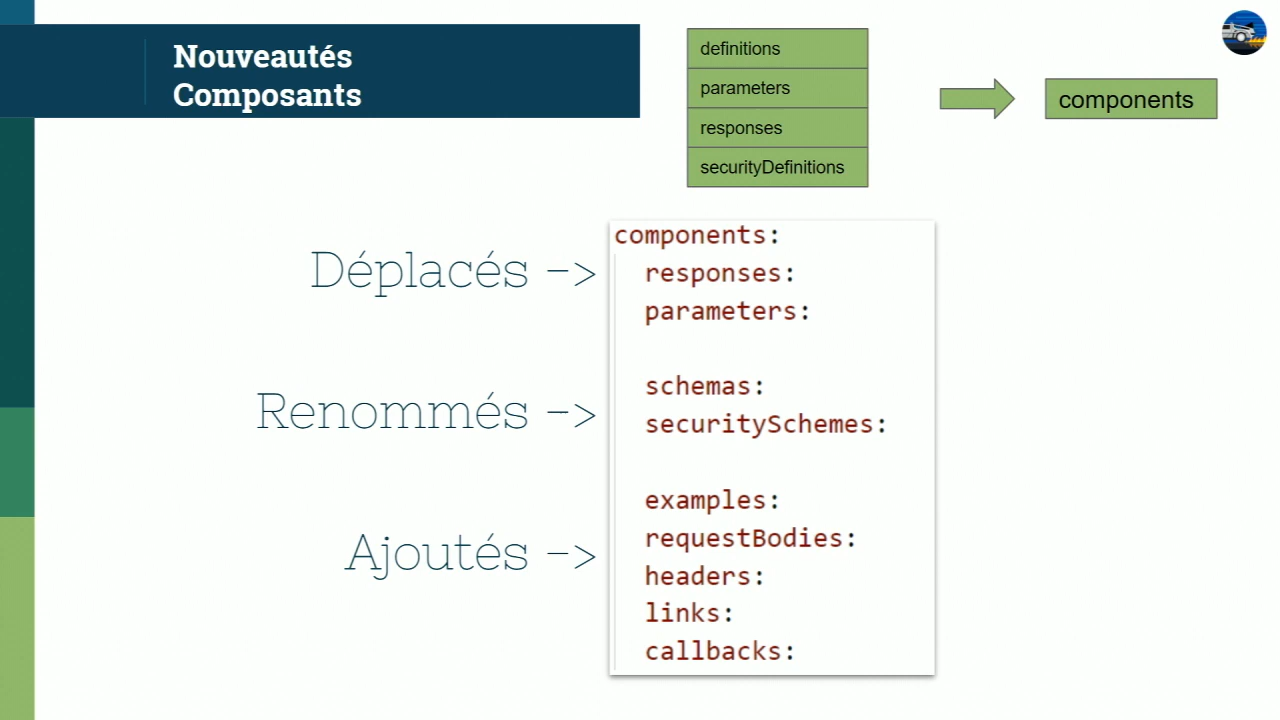 Nouveautés
Composants
definitions
parameters
responses
securityDefinitions
components
Déplacés ->
Renommés ->
Ajoutés ->
components:
responses:
parameters:
schemas:
securitySchemes:
examples:
requestBodies:
headers:
links:
callbacks: